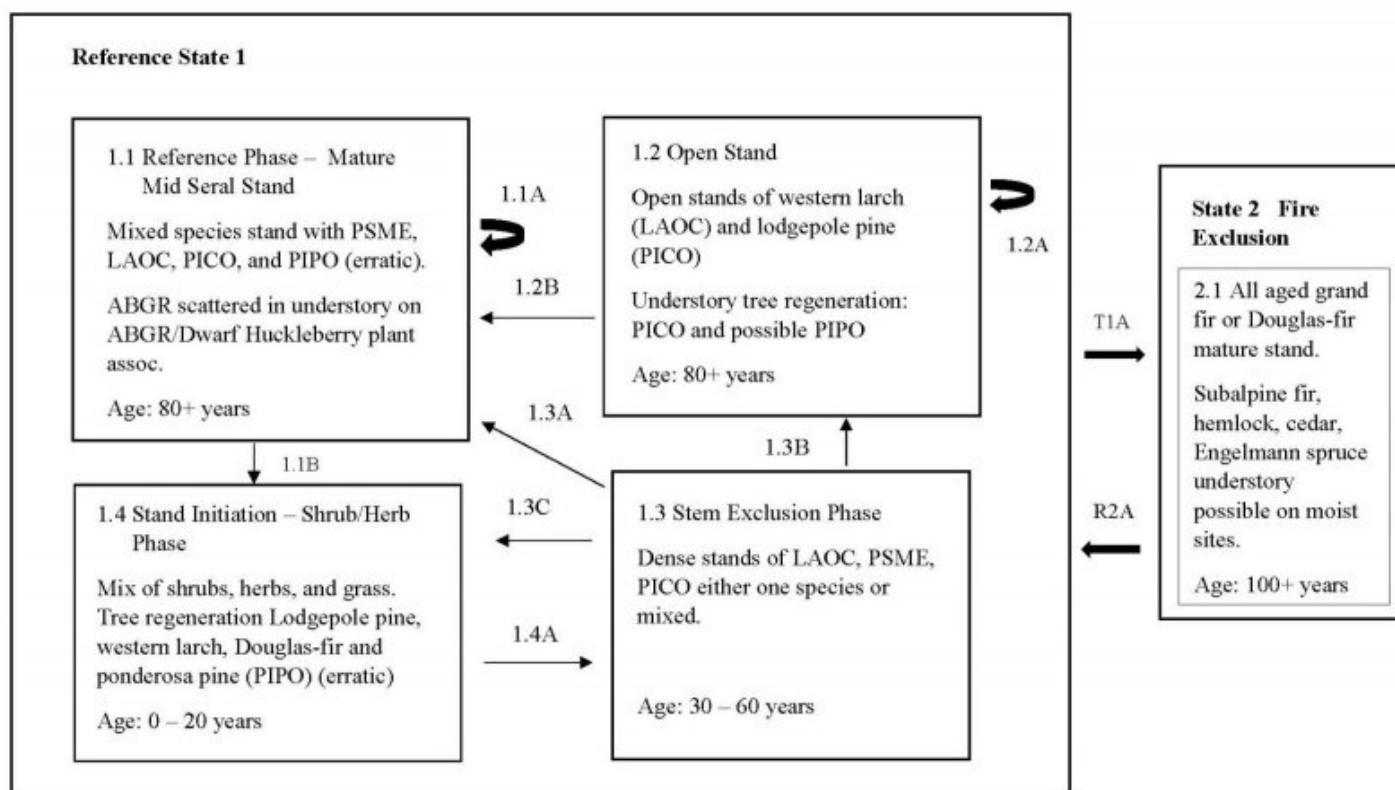 Reference State 1
1.1 Reference Phase – Mature
Mid Seral Stand
Mixed species stand with PSME,
LAOC, PICO, and PIPO (erratic).
ABGR scattered in understory on
ABGR/Dwarf Huckleberry plant
assoc.
Age: 80+ years
1.1A
1.2B
1.2 Open Stand
Open stands of western larch
(LAOC) and lodgepole pine
(PICO)
Understory tree regeneration:
PICO and possible PIPO
Age: 80+ years
1.2A
1.3A
1.3B
1.1B
1.4 Stand Initiation – Shrub/Herb
Phase
Mix of shrubs, herbs, and grass.
Tree regeneration Lodgepole pine,
western larch, Douglas-fir and
ponderosa pine (PIPO) (erratic)
Age: 0 – 20 years
1.3C
1.4A
1.3 Stem Exclusion Phase
Dense stands of LAOC, PSME,
PICO either one species or
mixed.
Age: 30 – 60 years
T1A
R2A
State 2 Fire
Exclusion
2.1 All aged grand
fir or Douglas-fir
mature stand.
Subalpine fir,
hemlock, cedar,
Engelmann spruce
understory
possible on moist
sites.
Age: 100+ years